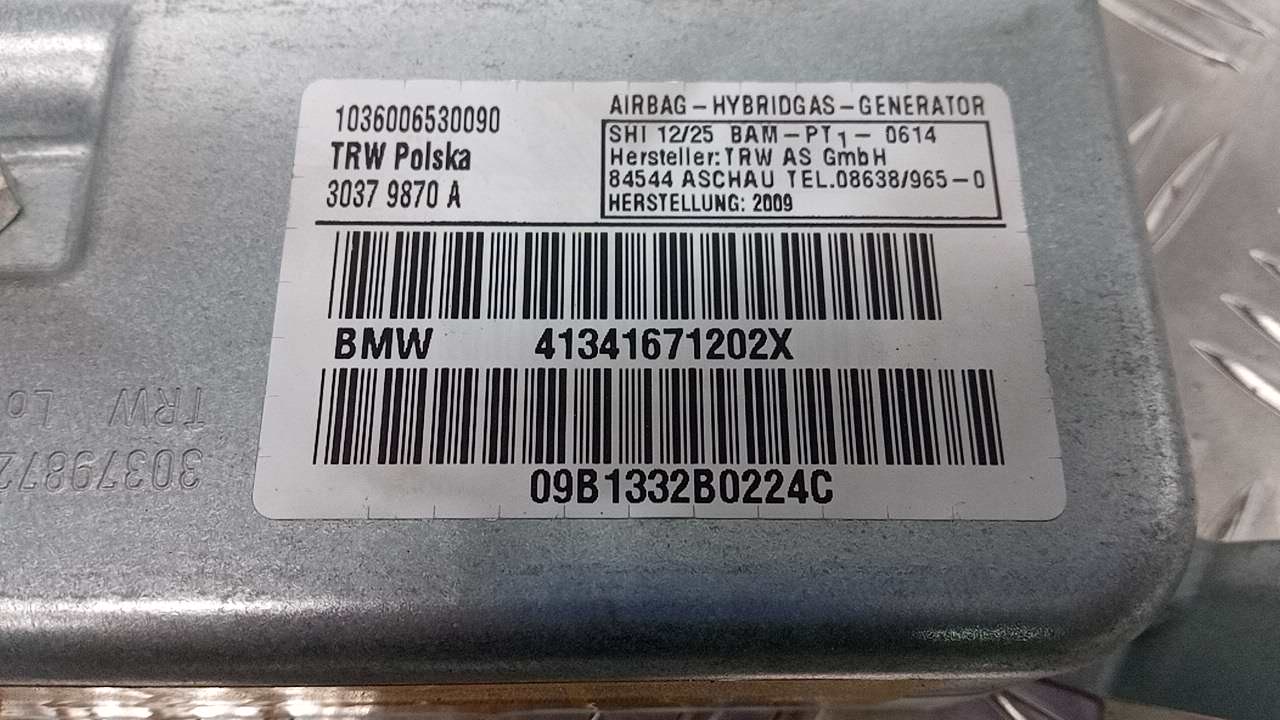 1036006530090
TRW Polska
3037 9870 A
AIRBAG-HYBRIDGAS-GENERATOR
SHI 12/25 BAM-PT1-0614
Hersteller: TRW AS GmbH
84544 ASCHAU TEL.08638/965-0
HERSTELLUNG: 2009
BMW 41341671202X
09B1332B0224C
TRW